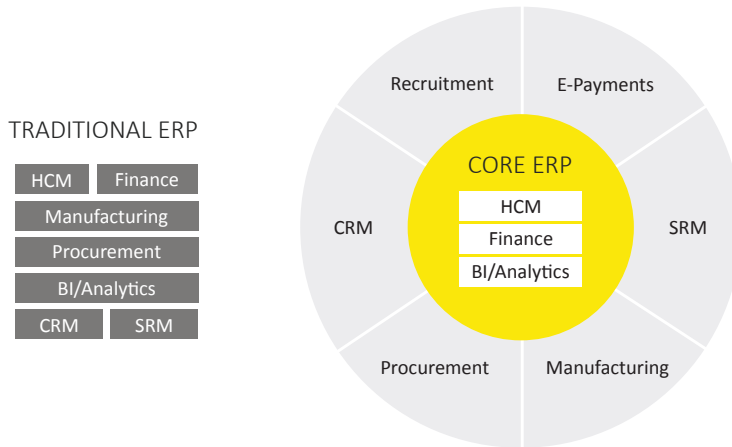 TRADITIONAL ERP
HCM Finance
Manufacturing
Procurement
BI/Analytics
CRM SRM
Recruitment E-Payments
CORE ERP
HCM
Finance
BI/Analytics
CRM SRM
Procurement Manufacturing